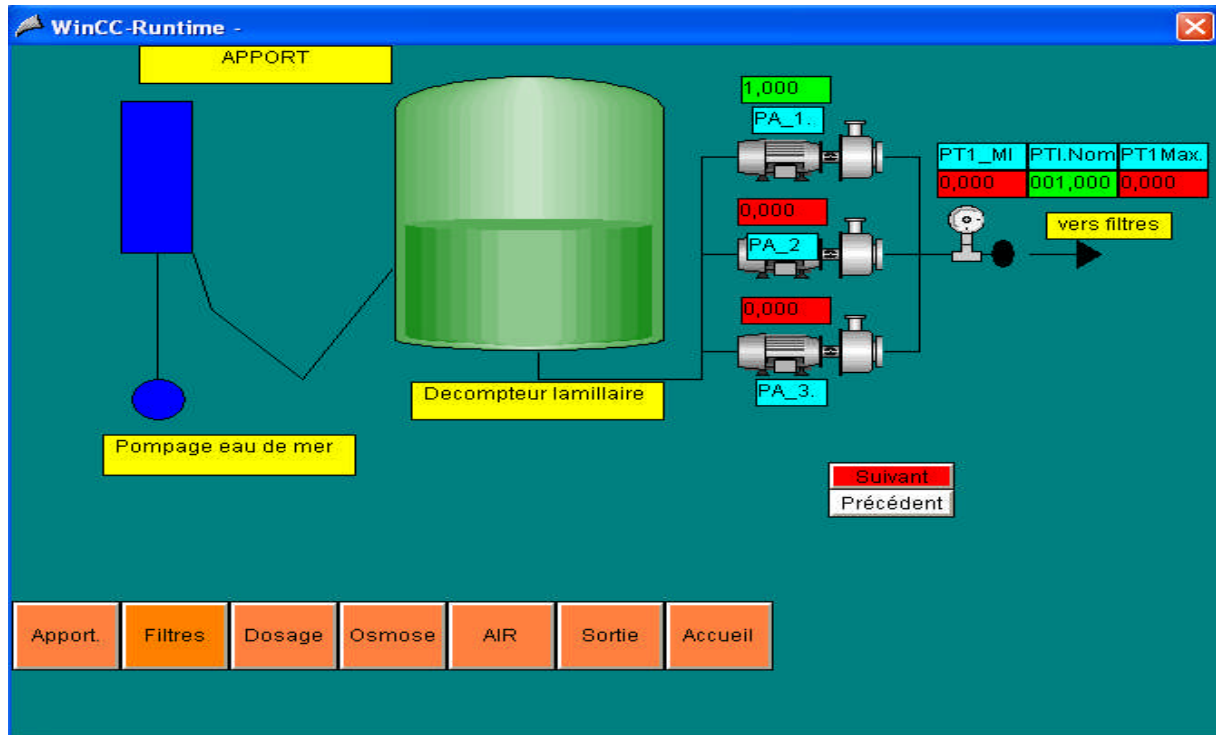 WinCC-Runtime -
APPORT
1,000
PA_1.
PT1_MI PTI.Nom PT1Max.
0,000 001,000 0,000
0,000
PA_2
vers filtres
0,000
PA_3.
Decompteur lamillaire
Pompage eau de mer
Suivant
Précédent
Apport. Filtres Dosage Osmose AIR Sortie Accueil